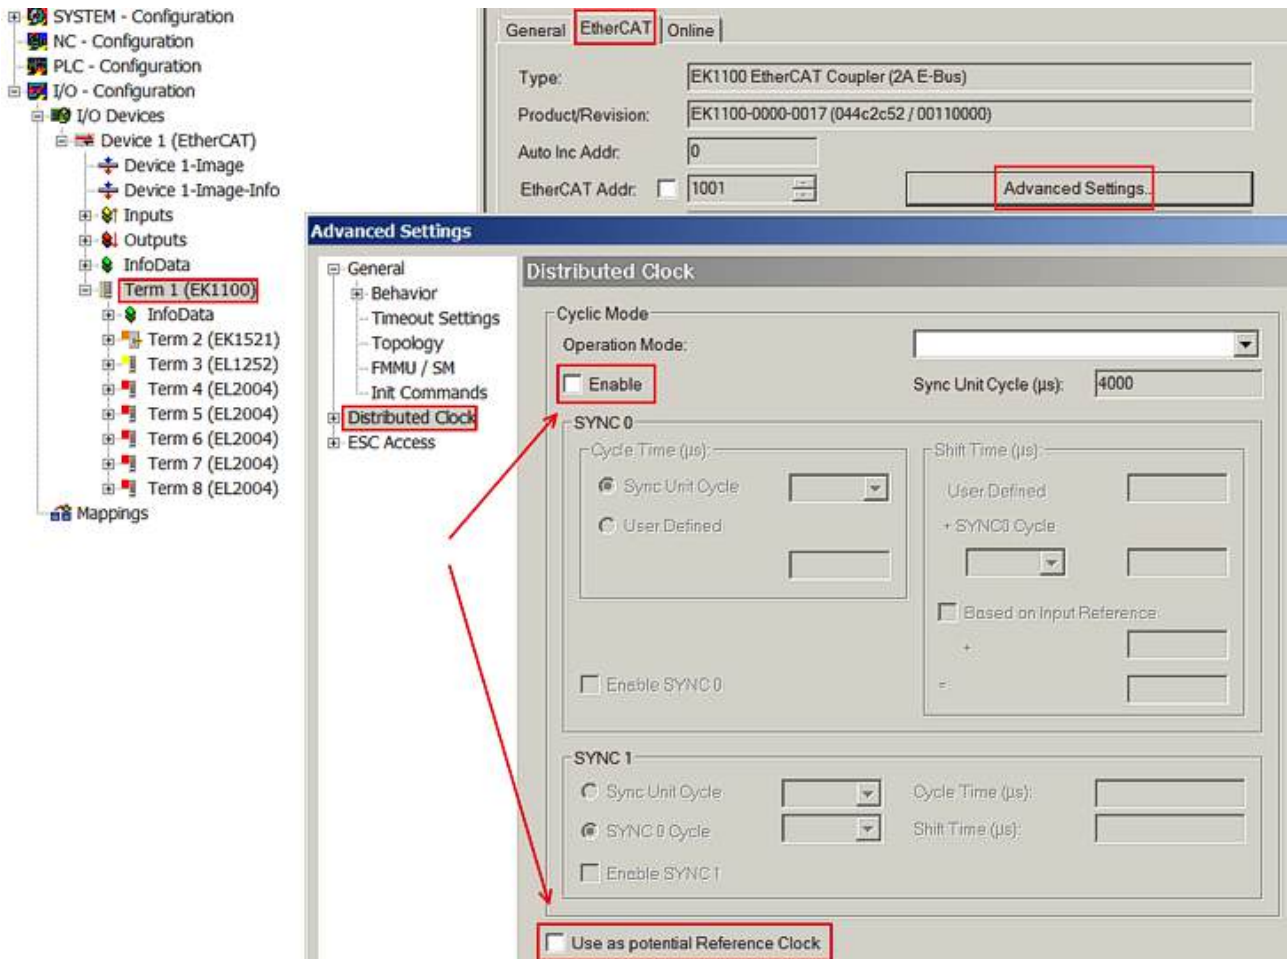 SYSTEM - Configuration
NC - Configuration
PLC - Configuration
I/O - Configuration
I/O Devices
Device 1 (EtherCAT)
Device 1-Image
Device 1-Image-Info
Inputs
Outputs
InfoData
Term 1 (EK1100)
InfoData
Term 2 (EK1521)
Term 3 (EL1252)
Term 4 (EL2004)
Term 5 (EL2004)
Term 6 (EL2004)
Term 7 (EL2004)
Term 8 (EL2004)
Mappings
General EtherCAT Online
Type: EK1100 EtherCAT Coupler (2A E-Bus)
Product/Revision: EK1100-0000-0017 (044c2c52 / 00110000)
Auto Inc Addr: 0
EtherCAT Addr: 1001 Advanced Settings..
Advanced Settings
General
Behavior
Timeout Settings
Topology
FMMU / SM
Init Commands
Distributed Clock
ESC Access
Distributed Clock
Cyclic Mode
Operation Mode:
Enable Sync Unit Cycle (µs): 4000
SYNC 0
Cycle Time (µs): Shift Time (µs):
Sync Unit Cycle User Defined
User Defined + SYNC0 Cycle
Based on Input Reference
+
Enable SYNC 0 =
SYNC 1
Sync Unit Cycle Cycle Time (µs):
SYNC 0 Cycle Shift Time (µs):
Enable SYNC 1
Use as potential Reference Clock